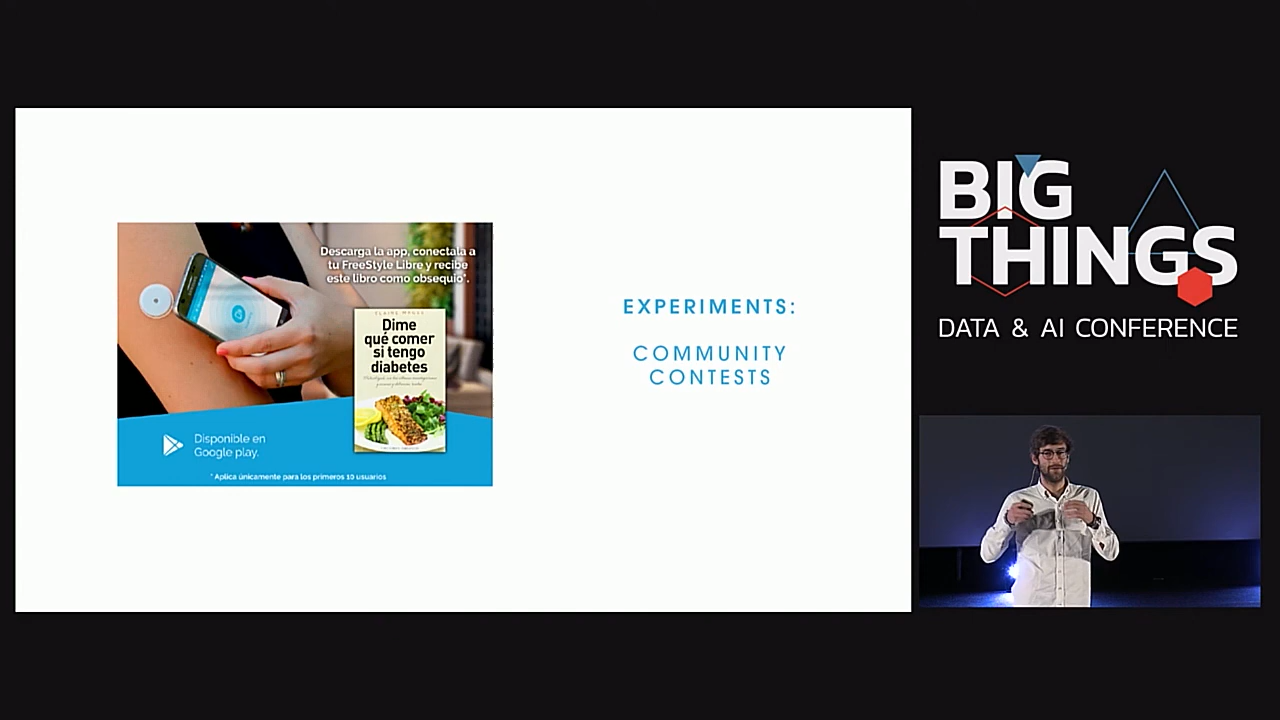 Descarga la app, conectala a
tu FreeStyle Libre y recibe
este libro como obsequio*.
Dime
qué comer
si tengo
diabetes
Disponible en
Google play.
* Aplica únicamente para los primeros 10 usuarios
EXPERIMENTS:
COMMUNITY
CONTESTS
BIG
THINGS
DATA & AI CONFERENCE